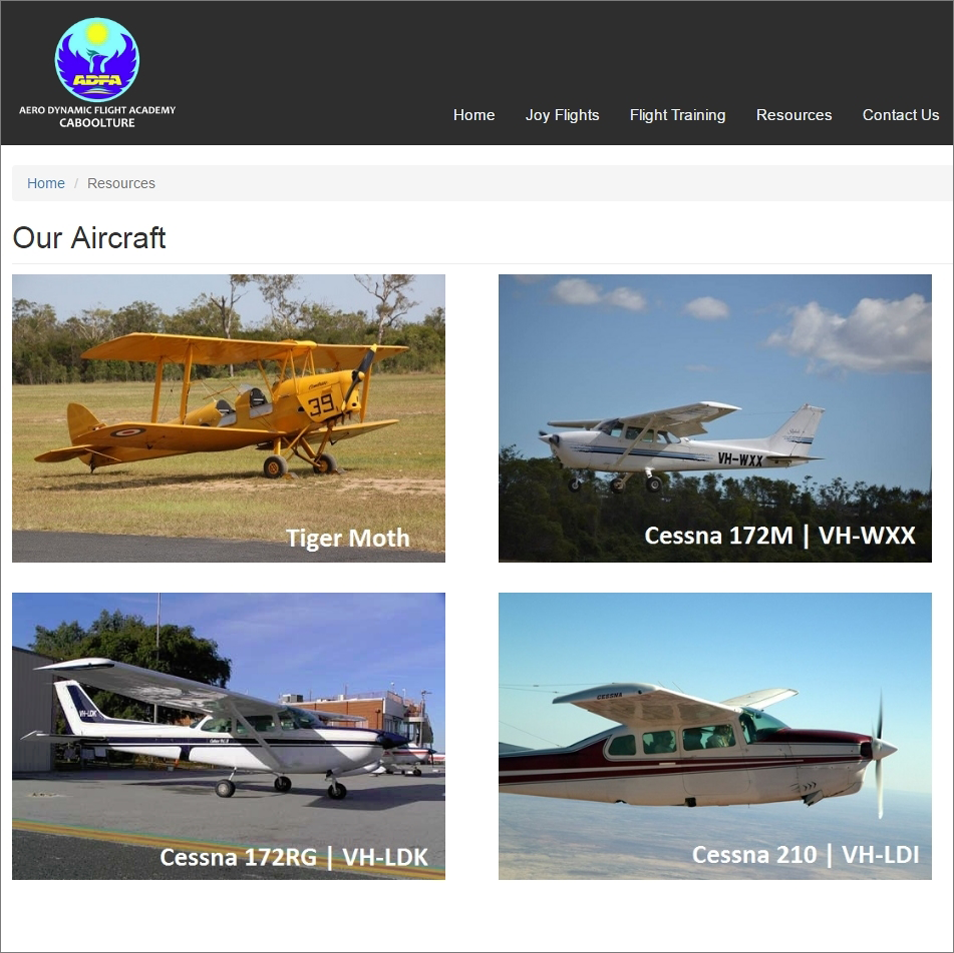 ADFA
AERO DYNAMIC FLIGHT ACADEMY
CABOOLTURE
Home
Joy Flights
Flight Training
Resources
Contact Us
Home / Resources
Our Aircraft
39
Tiger Moth
VH-WXX
Cessna 172M | VH-WXX
VH-LDK
Cessna 172RG | VH-LDK
CESSNA
Cessna 210 | VH-LDI